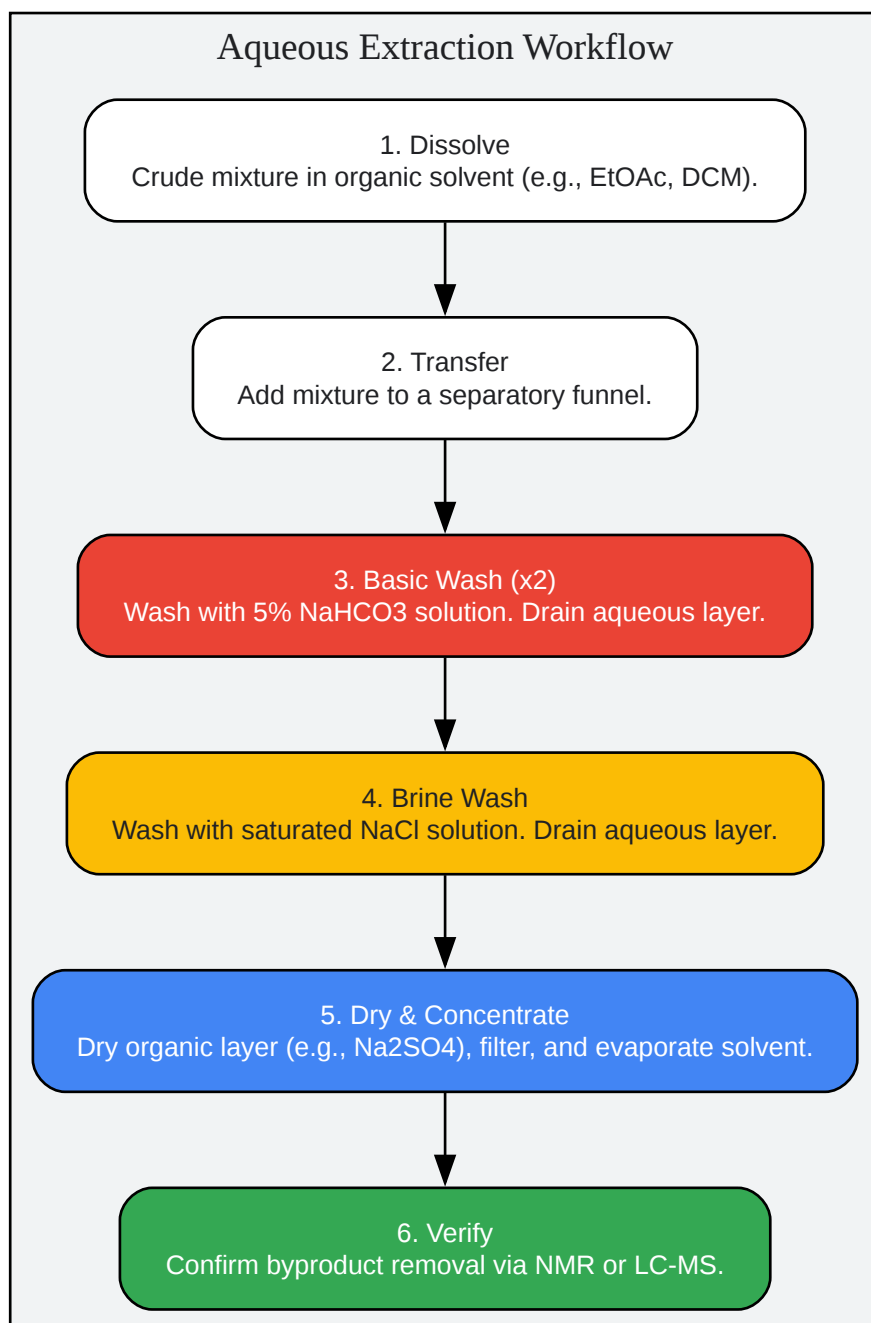 Aqueous Extraction Workflow
1. Dissolve
Crude mixture in organic solvent (e.g., EtOAc, DCM).
2. Transfer
Add mixture to a separatory funnel.
3. Basic Wash (x2)
Wash with 5% NaHCO3 solution. Drain aqueous layer.
4. Brine Wash
Wash with saturated NaCl solution. Drain aqueous layer.
5. Dry & Concentrate
Dry organic layer (e.g., Na2SO4), filter, and evaporate solvent.
6. Verify
Confirm byproduct removal via NMR or LC-MS.